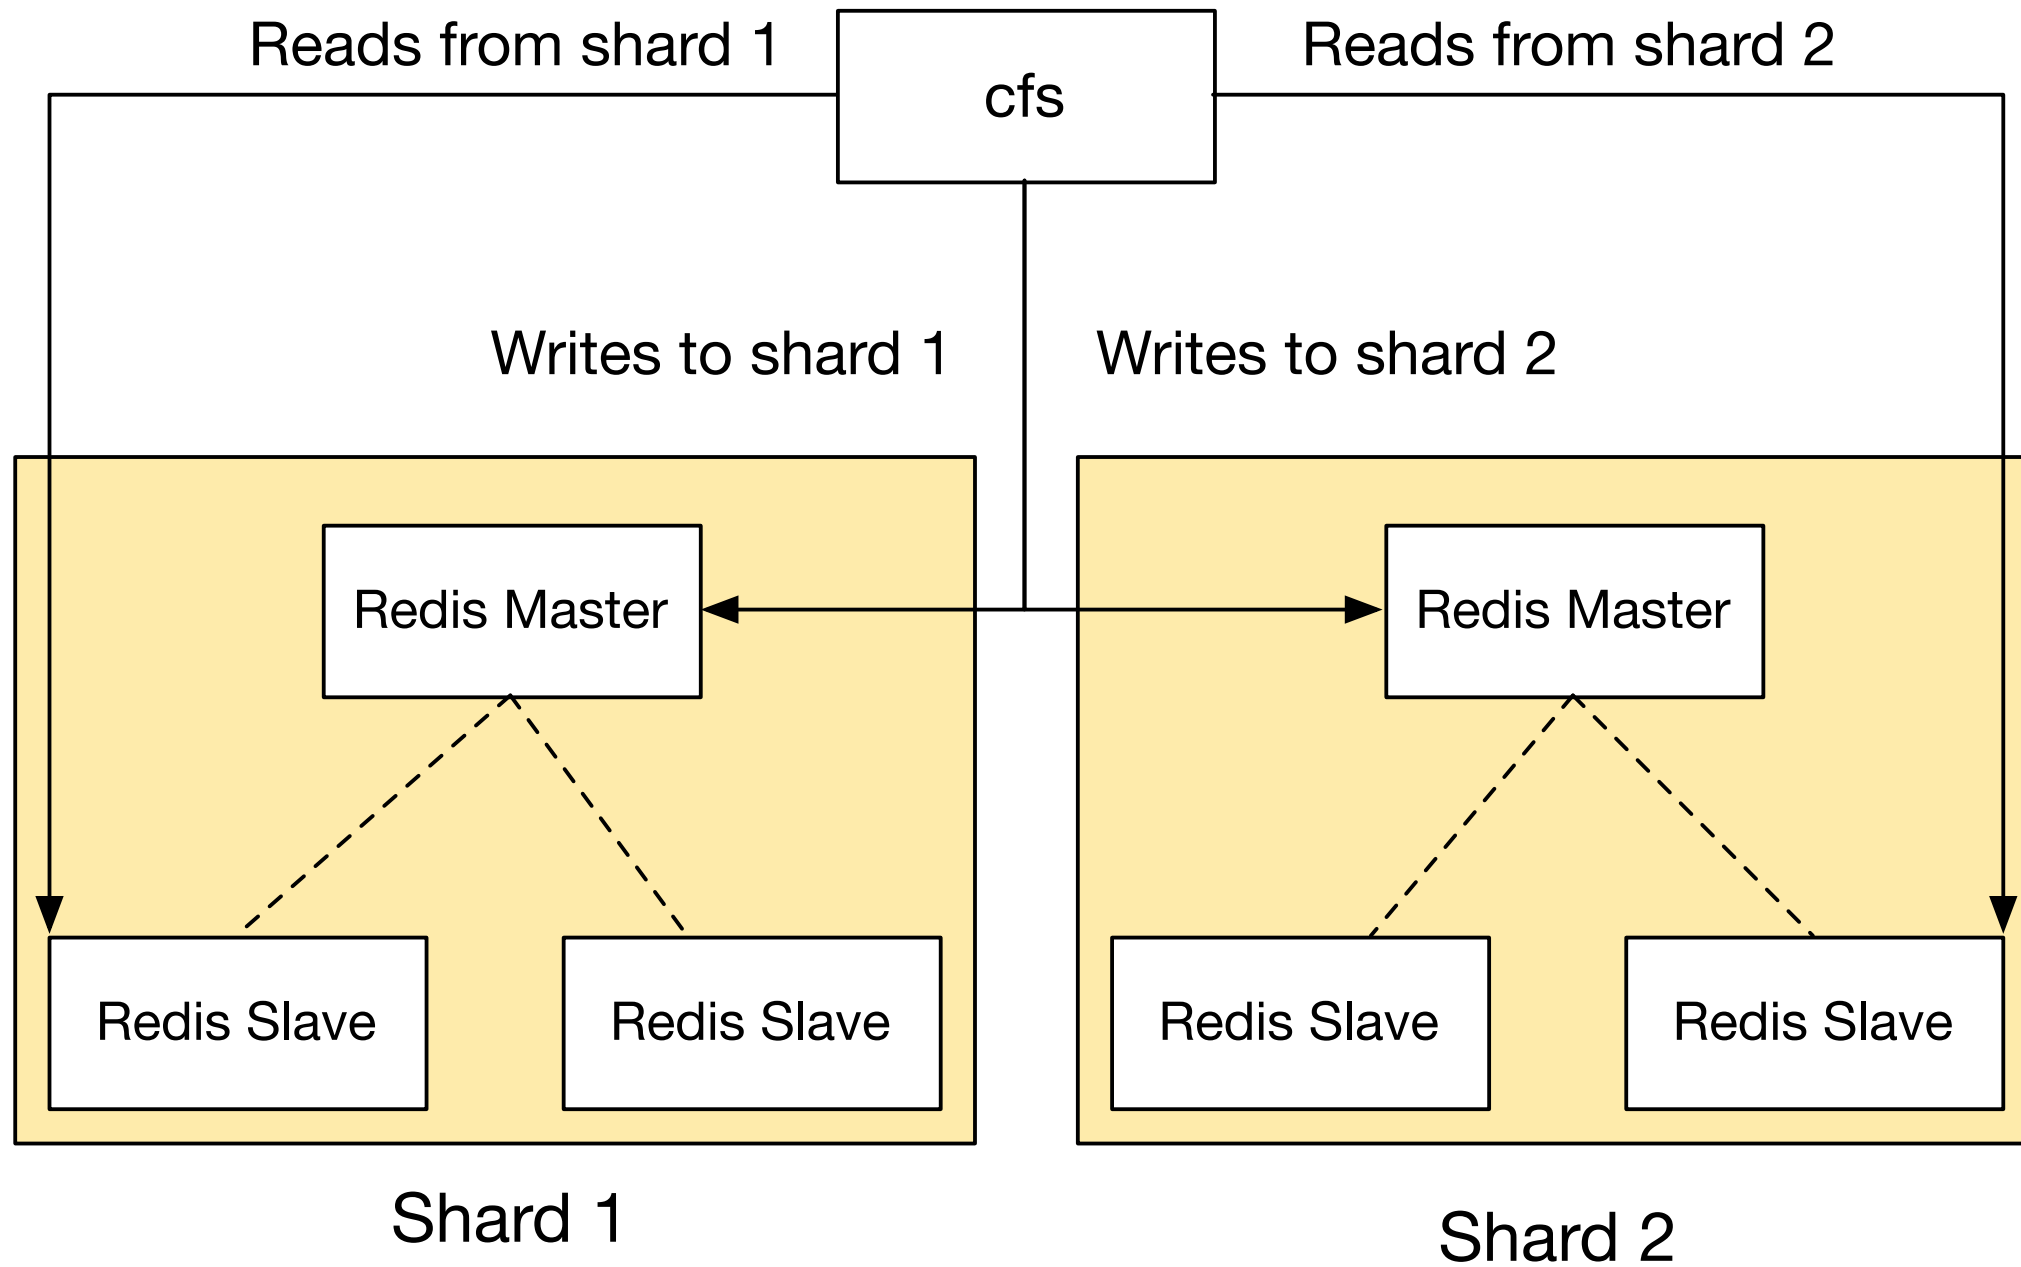 Reads from shard 1
cfs
Reads from shard 2
Writes to shard 1
Writes to shard 2
Redis Master
Redis Master
Redis Slave
Redis Slave
Redis Slave
Redis Slave
Shard 1
Shard 2